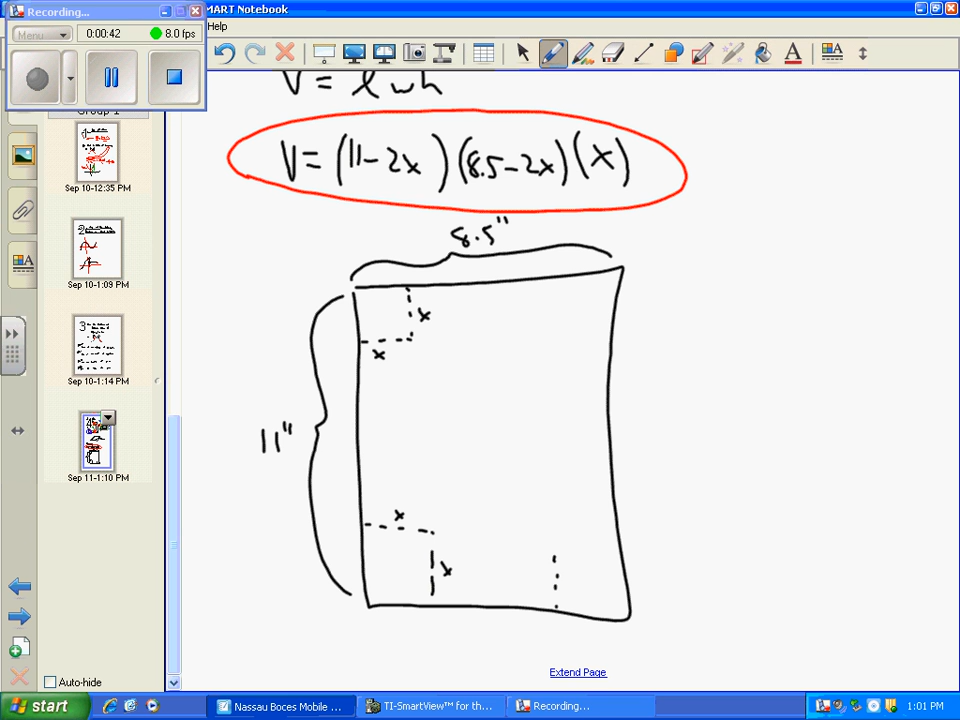 Recording...
MART Notebook
Menu
0:00:42
8.0 fps
Help
Group 1
Sep 10-12:35 PM
Sep 10-1:09 PM
Sep 10-1:14 PM
Sep 11-1:10 PM
V = l w h
V = (11-2x)(8.5-2x)(x)
8.5"
x
x
11"
x
x
Extend Page
Auto-hide
start
Nassau Boces Mobile ...
TI-SmartView™ for th...
Recording...
1:01 PM